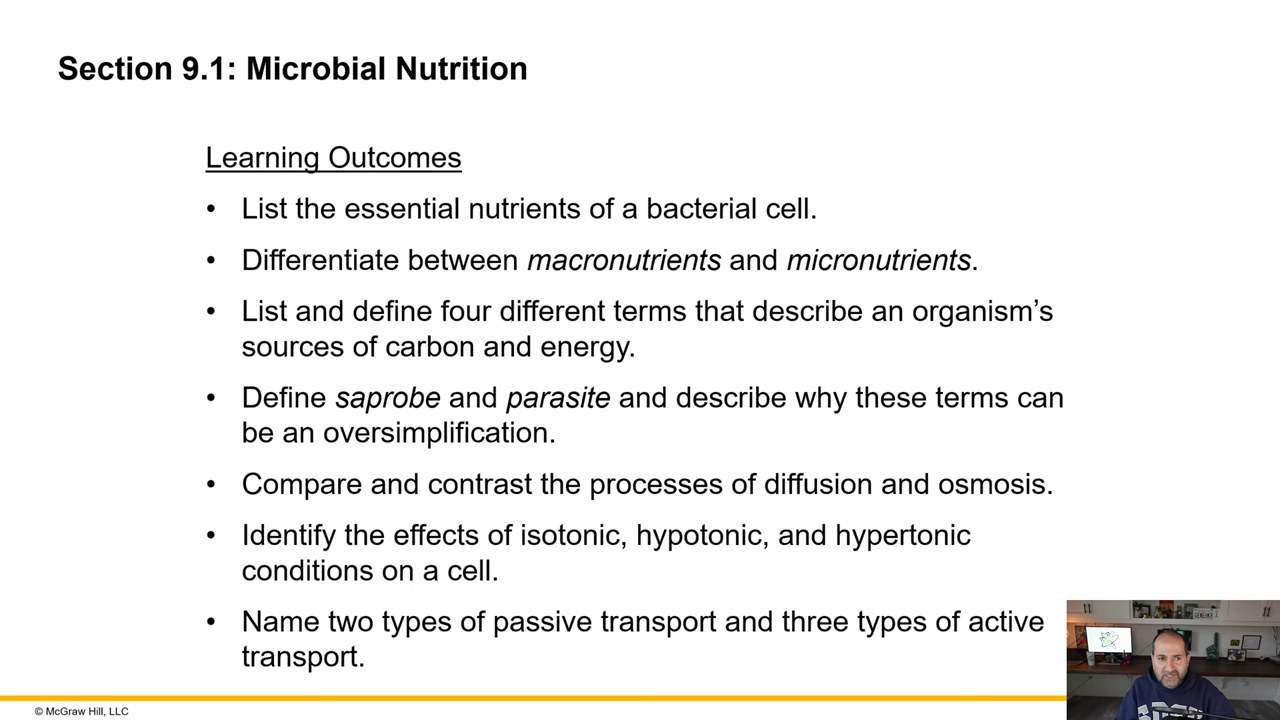 Section 9.1: Microbial Nutrition
Learning Outcomes
• List the essential nutrients of a bacterial cell.
• Differentiate between macronutrients and micronutrients.
• List and define four different terms that describe an organism’s
sources of carbon and energy.
• Define saprobe and parasite and describe why these terms can
be an oversimplification.
• Compare and contrast the processes of diffusion and osmosis.
• Identify the effects of isotonic, hypotonic, and hypertonic
conditions on a cell.
• Name two types of passive transport and three types of active
transport.
© McGraw Hill, LLC